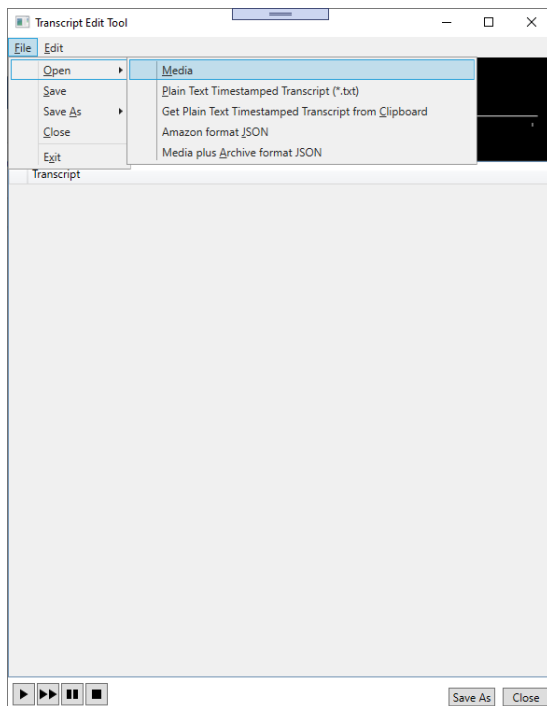 Transcript Edit Tool
File Edit
Open
Media
Save
Plain Text Timestamped Transcript (*.txt)
Save As
Get Plain Text Timestamped Transcript from Clipboard
Close
Amazon format JSON
Exit
Media plus Archive format JSON
Transcript
Save As Close